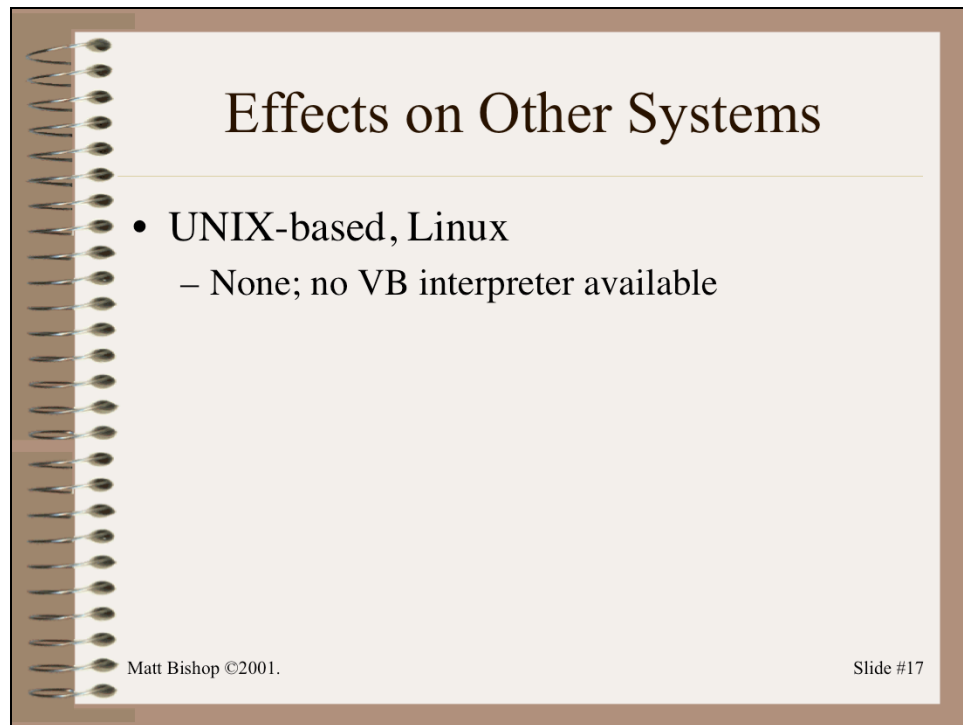 Effects on Other Systems
• UNIX-based, Linux
– None; no VB interpreter available
Matt Bishop ©2001.
Slide #17